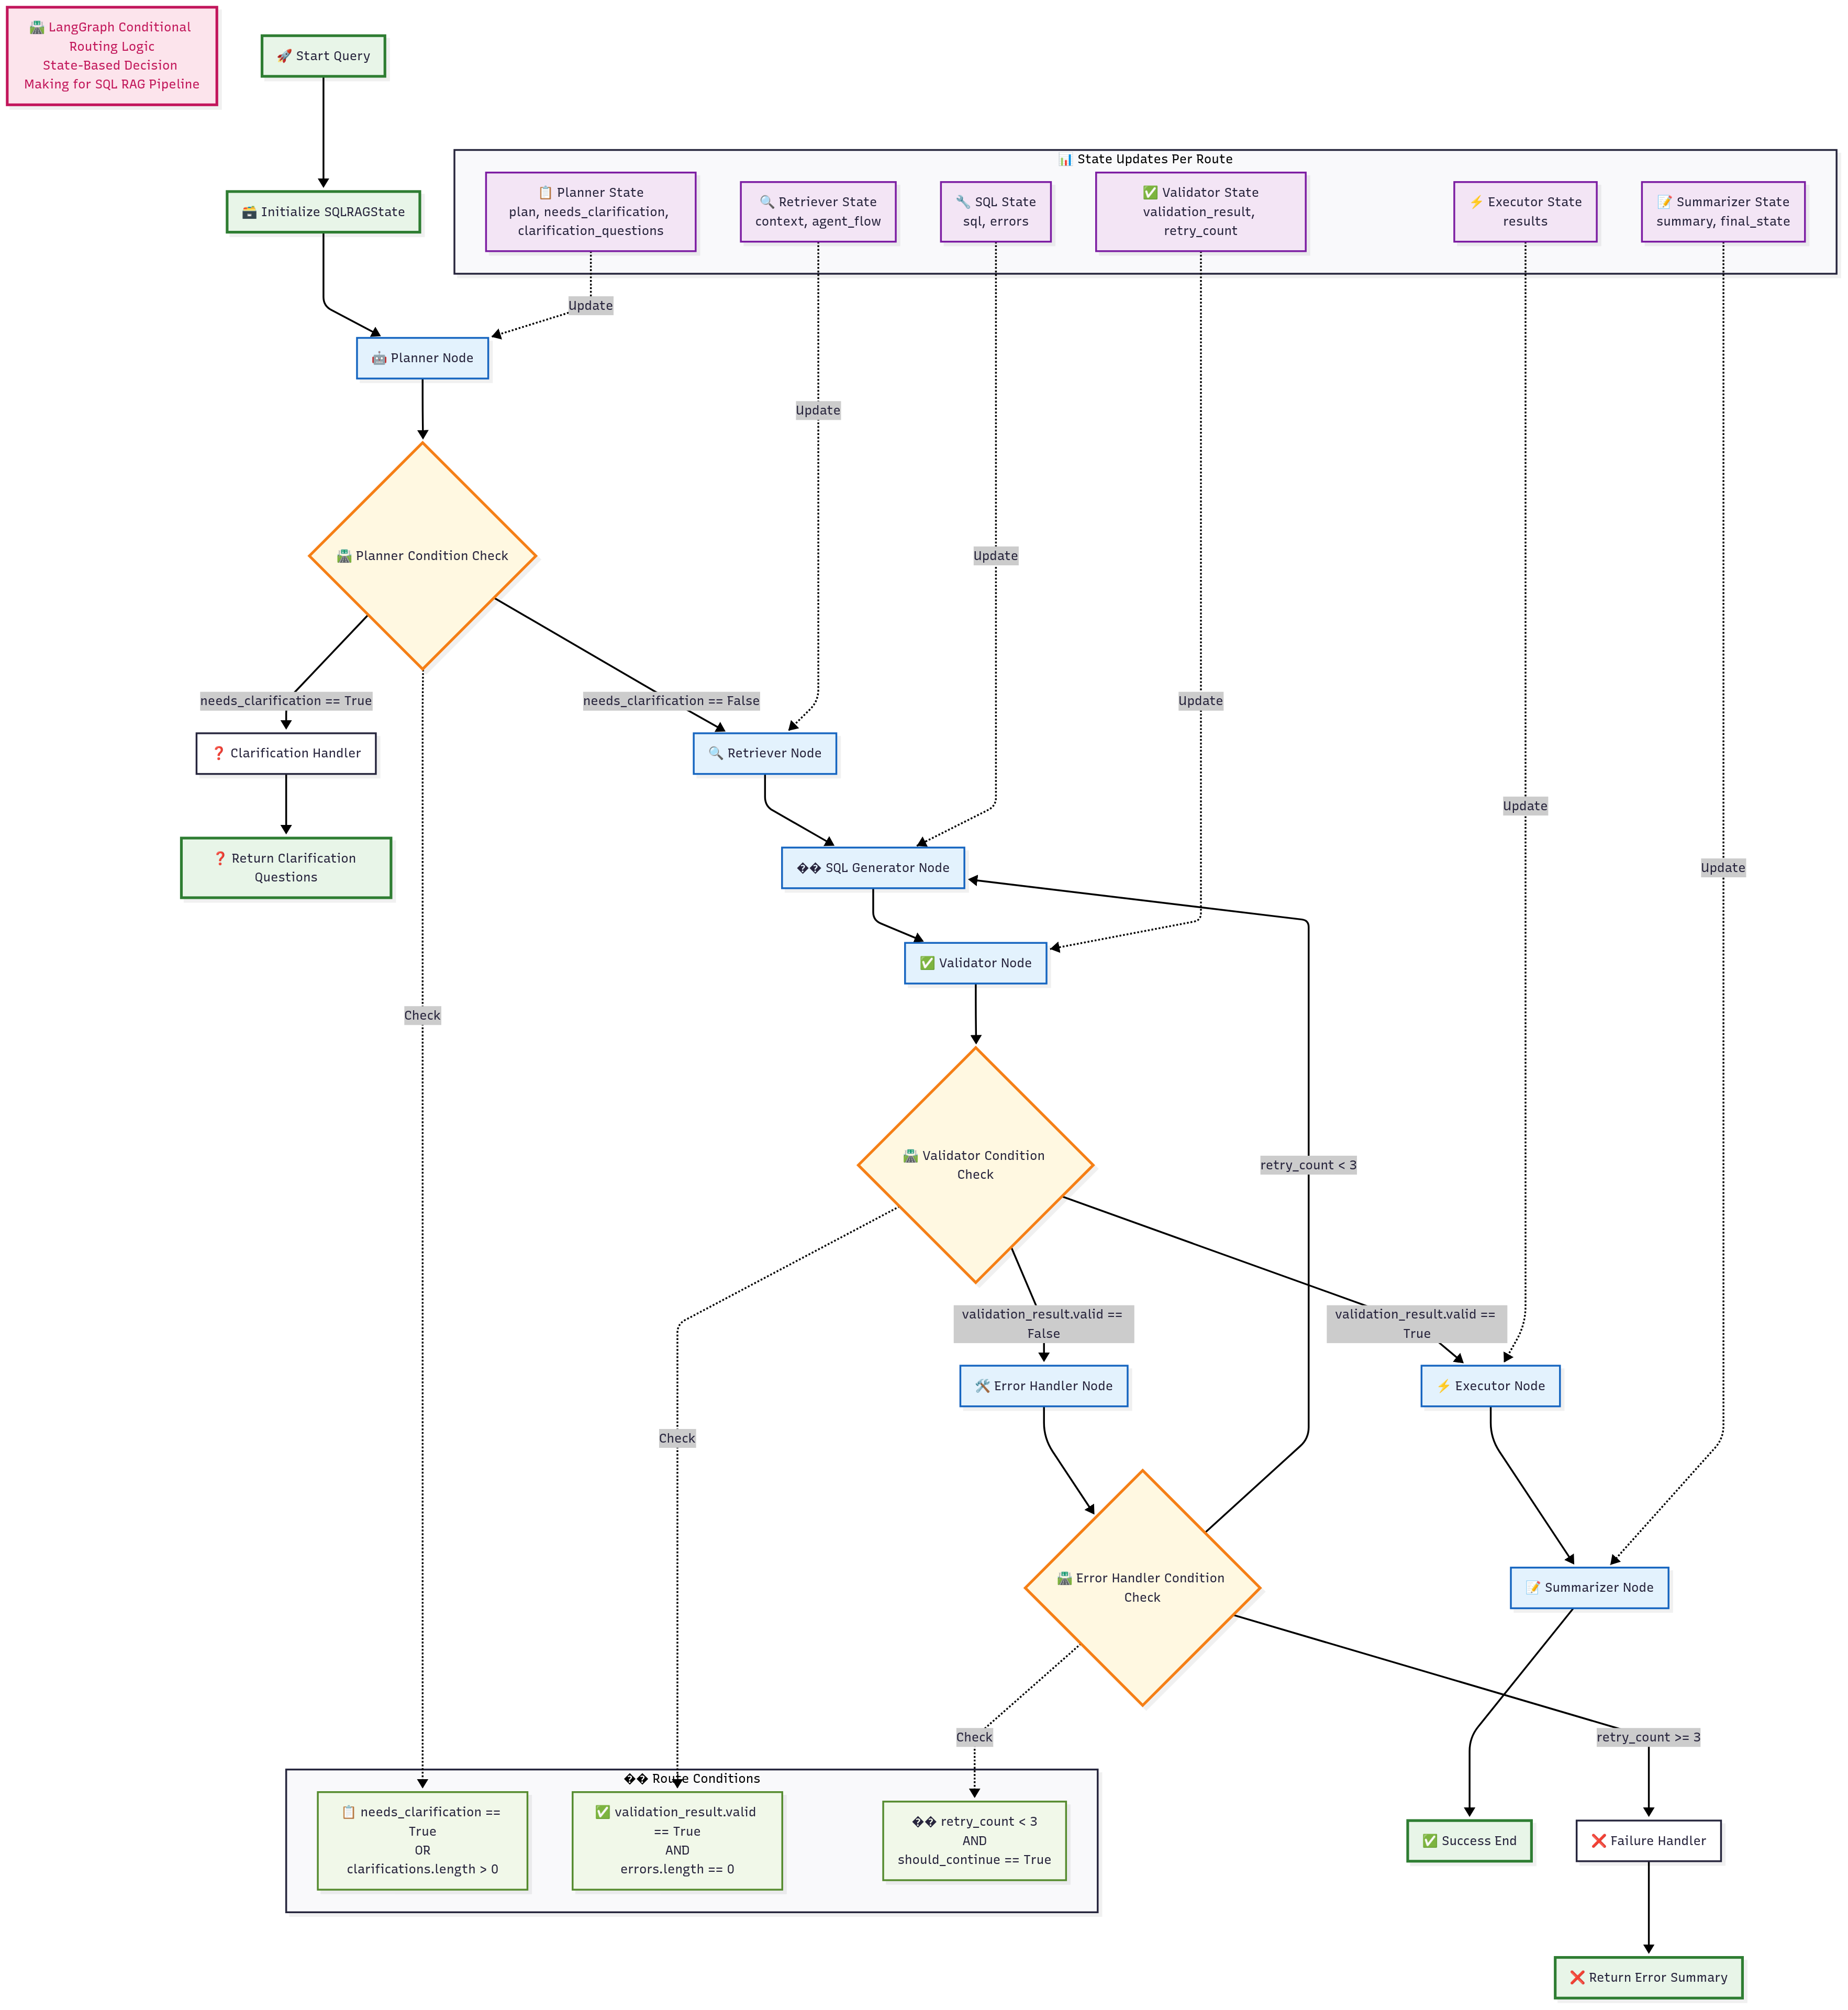 🛣️ LangGraph Conditional
Routing Logic
State-Based Decision
Making for SQL RAG Pipeline
🚀 Start Query
📊 State Updates Per Route
📋 Planner State
plan, needs_clarification,
clarification_questions
🔍 Retriever State
context, agent_flow
🔧 SQL State
sql, errors
✅ Validator State
validation_result,
retry_count
⚡ Executor State
results
📝 Summarizer State
summary, final_state
🗃️ Initialize SQLRAGState
Update
🤖 Planner Node
Update
🛣️ Planner Condition Check
Update
needs_clarification == True
needs_clarification == False
Update
❓ Clarification Handler
🔍 Retriever Node
Update
❓ Return Clarification
Questions
�� SQL Generator Node
Update
✅ Validator Node
Check
🛣️ Validator Condition
Check
retry_count < 3
validation_result.valid ==
False
validation_result.valid ==
True
🛠️ Error Handler Node
⚡ Executor Node
Check
🛣️ Error Handler Condition
Check
📝 Summarizer Node
Check
retry_count >= 3
�� Route Conditions
📋 needs_clarification ==
True
OR
clarifications.length > 0
✅ validation_result.valid
== True
AND
errors.length == 0
�� retry_count < 3
AND
should_continue == True
✅ Success End
❌ Failure Handler
❌ Return Error Summary